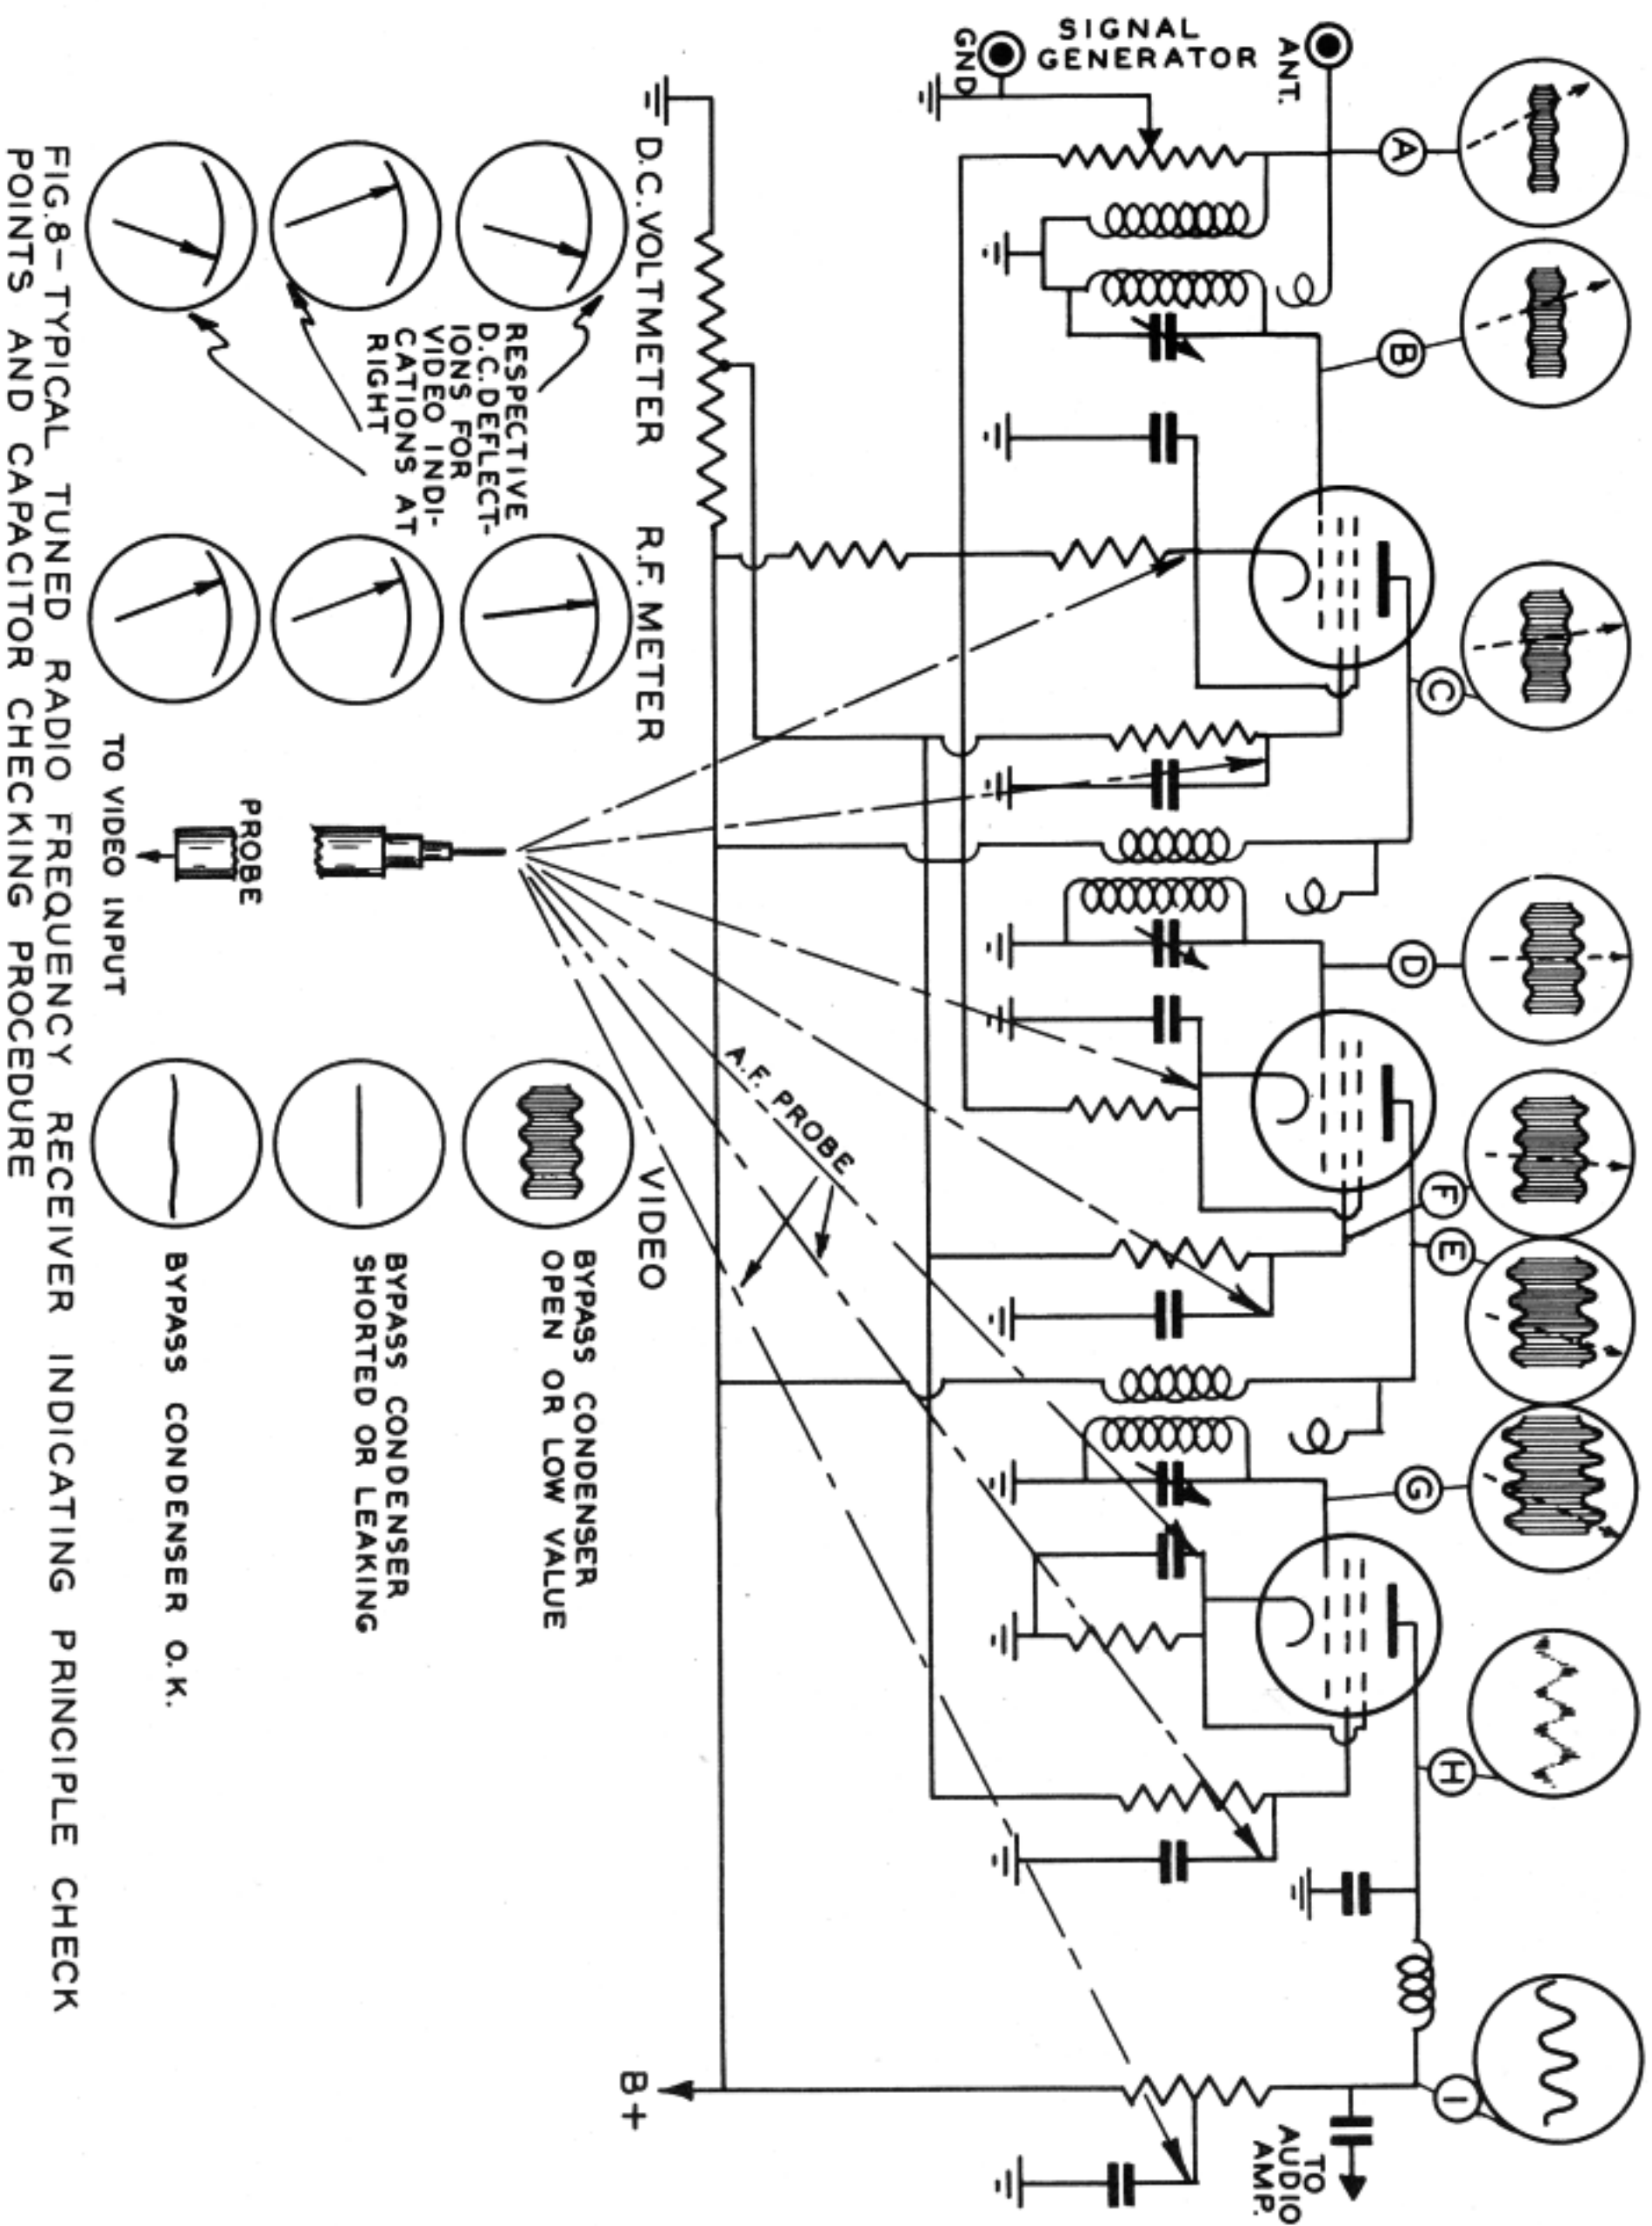 A
B
C
D
F
E
G
H
I
ANT.
SIGNAL
GENERATOR
GND
TO
AUDIO
AMP.
B+
A.F. PROBE
D.C. VOLTMETER
R.F. METER
VIDEO
RESPECTIVE
D.C. DEFLECT-
IONS FOR
VIDEO INDI-
CATIONS AT
RIGHT
BYPASS CONDENSER
OPEN OR LOW VALUE
BYPASS CONDENSER
SHORTED OR LEAKING
BYPASS CONDENSER O.K.
PROBE
TO VIDEO INPUT
FIG.8-TYPICAL TUNED RADIO FREQUENCY RECEIVER INDICATING PRINCIPLE CHECK
POINTS AND CAPACITOR CHECKING PROCEDURE